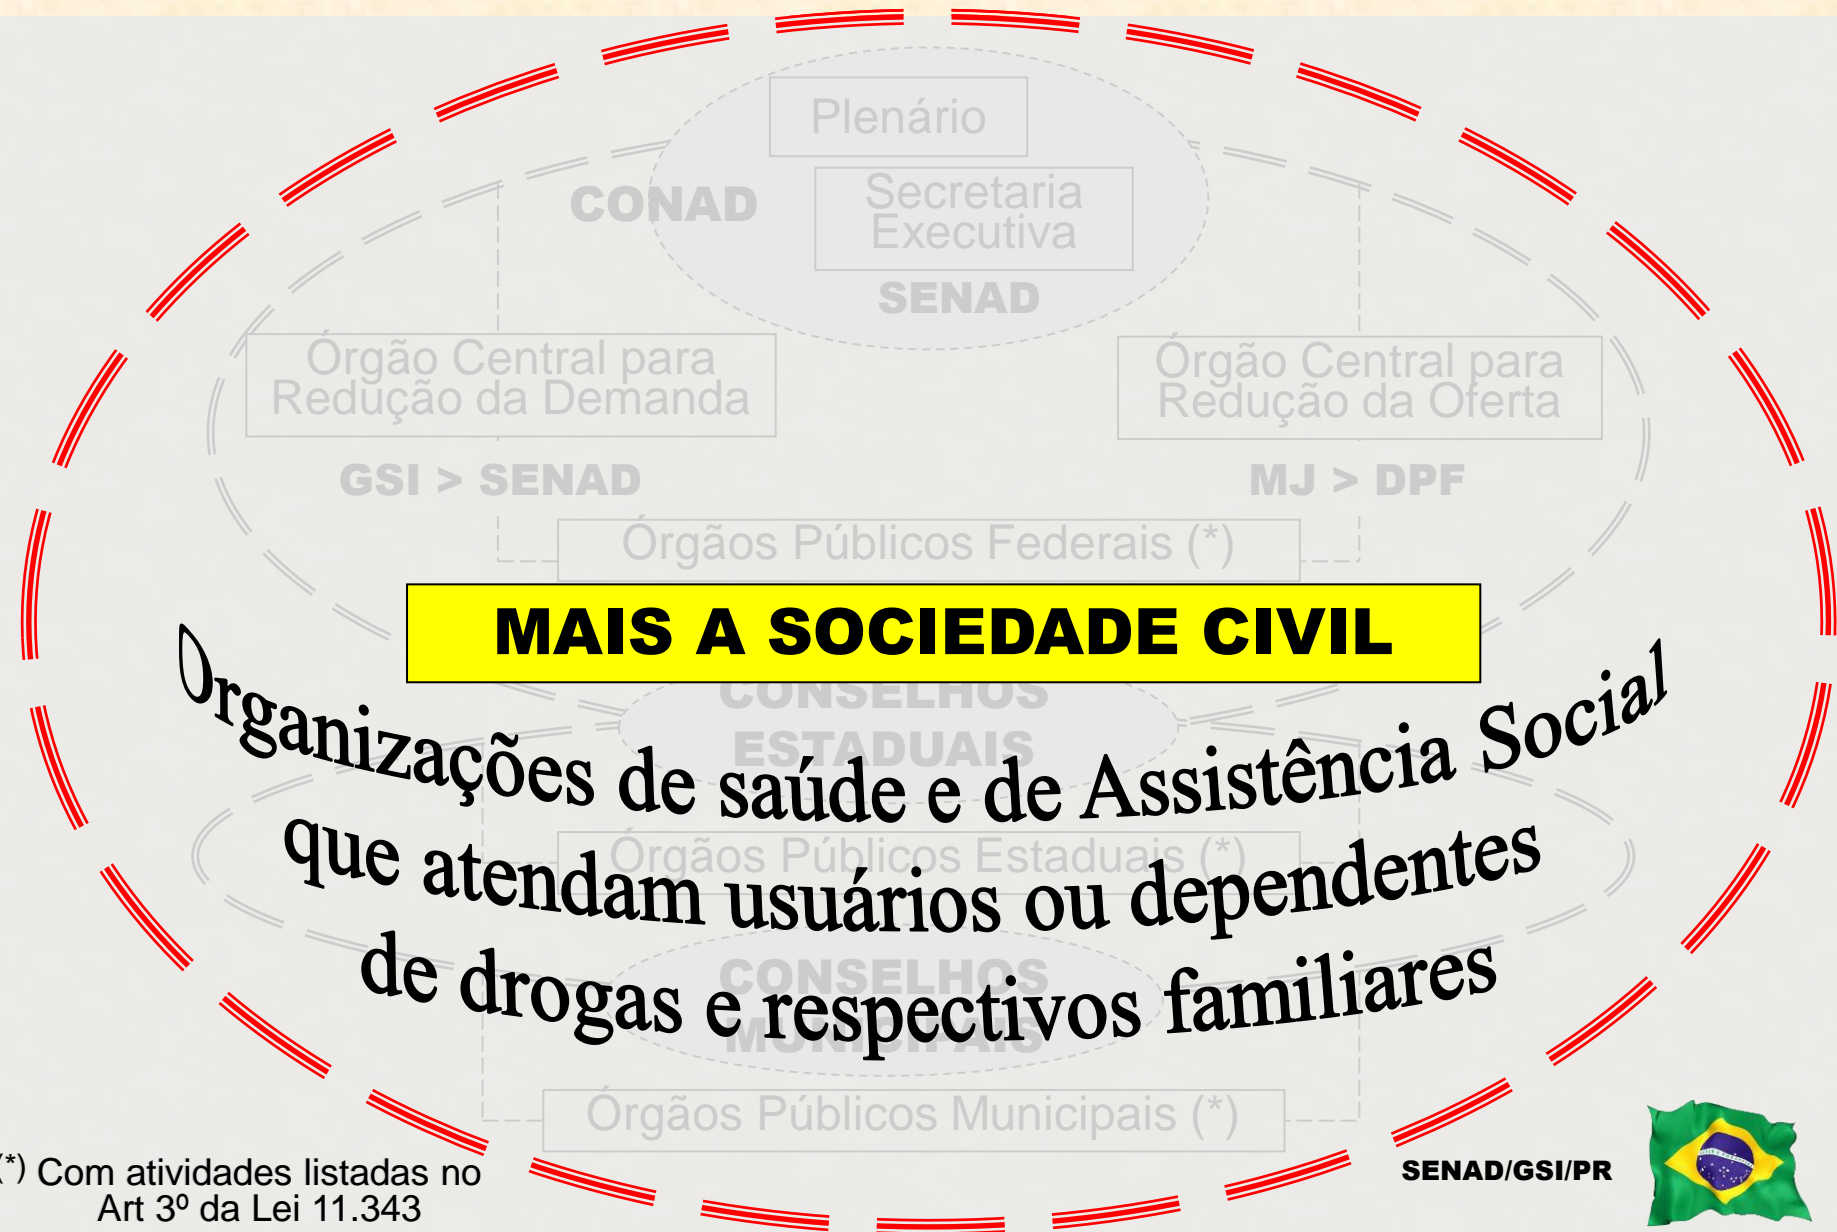 Plenário
CONAD
Secretaria
Executiva
SENAD
Órgão Central para
Redução da Demanda
Órgão Central para
Redução da Oferta
GSI > SENAD
MJ > DPF
Órgãos Públicos Federais (*)
MAIS A SOCIEDADE CIVIL
CONSELHOS
ESTADUAIS
Organizações de saúde e de Assistência Social
Órgãos Públicos Estaduais (*)
que atendam usuários ou dependentes
CONSELHOS
MUNICIPAIS
de drogas e respectivos familiares
Órgãos Públicos Municipais (*)
(*) Com atividades listadas no
Art 3º da Lei 11.343
SENAD/GSI/PR